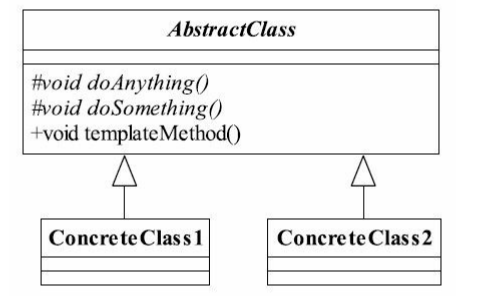 AbstractClass
#void doAnything()
#void doSomething()
+void templateMethod()
ConcreteClass1
ConcreteClass2